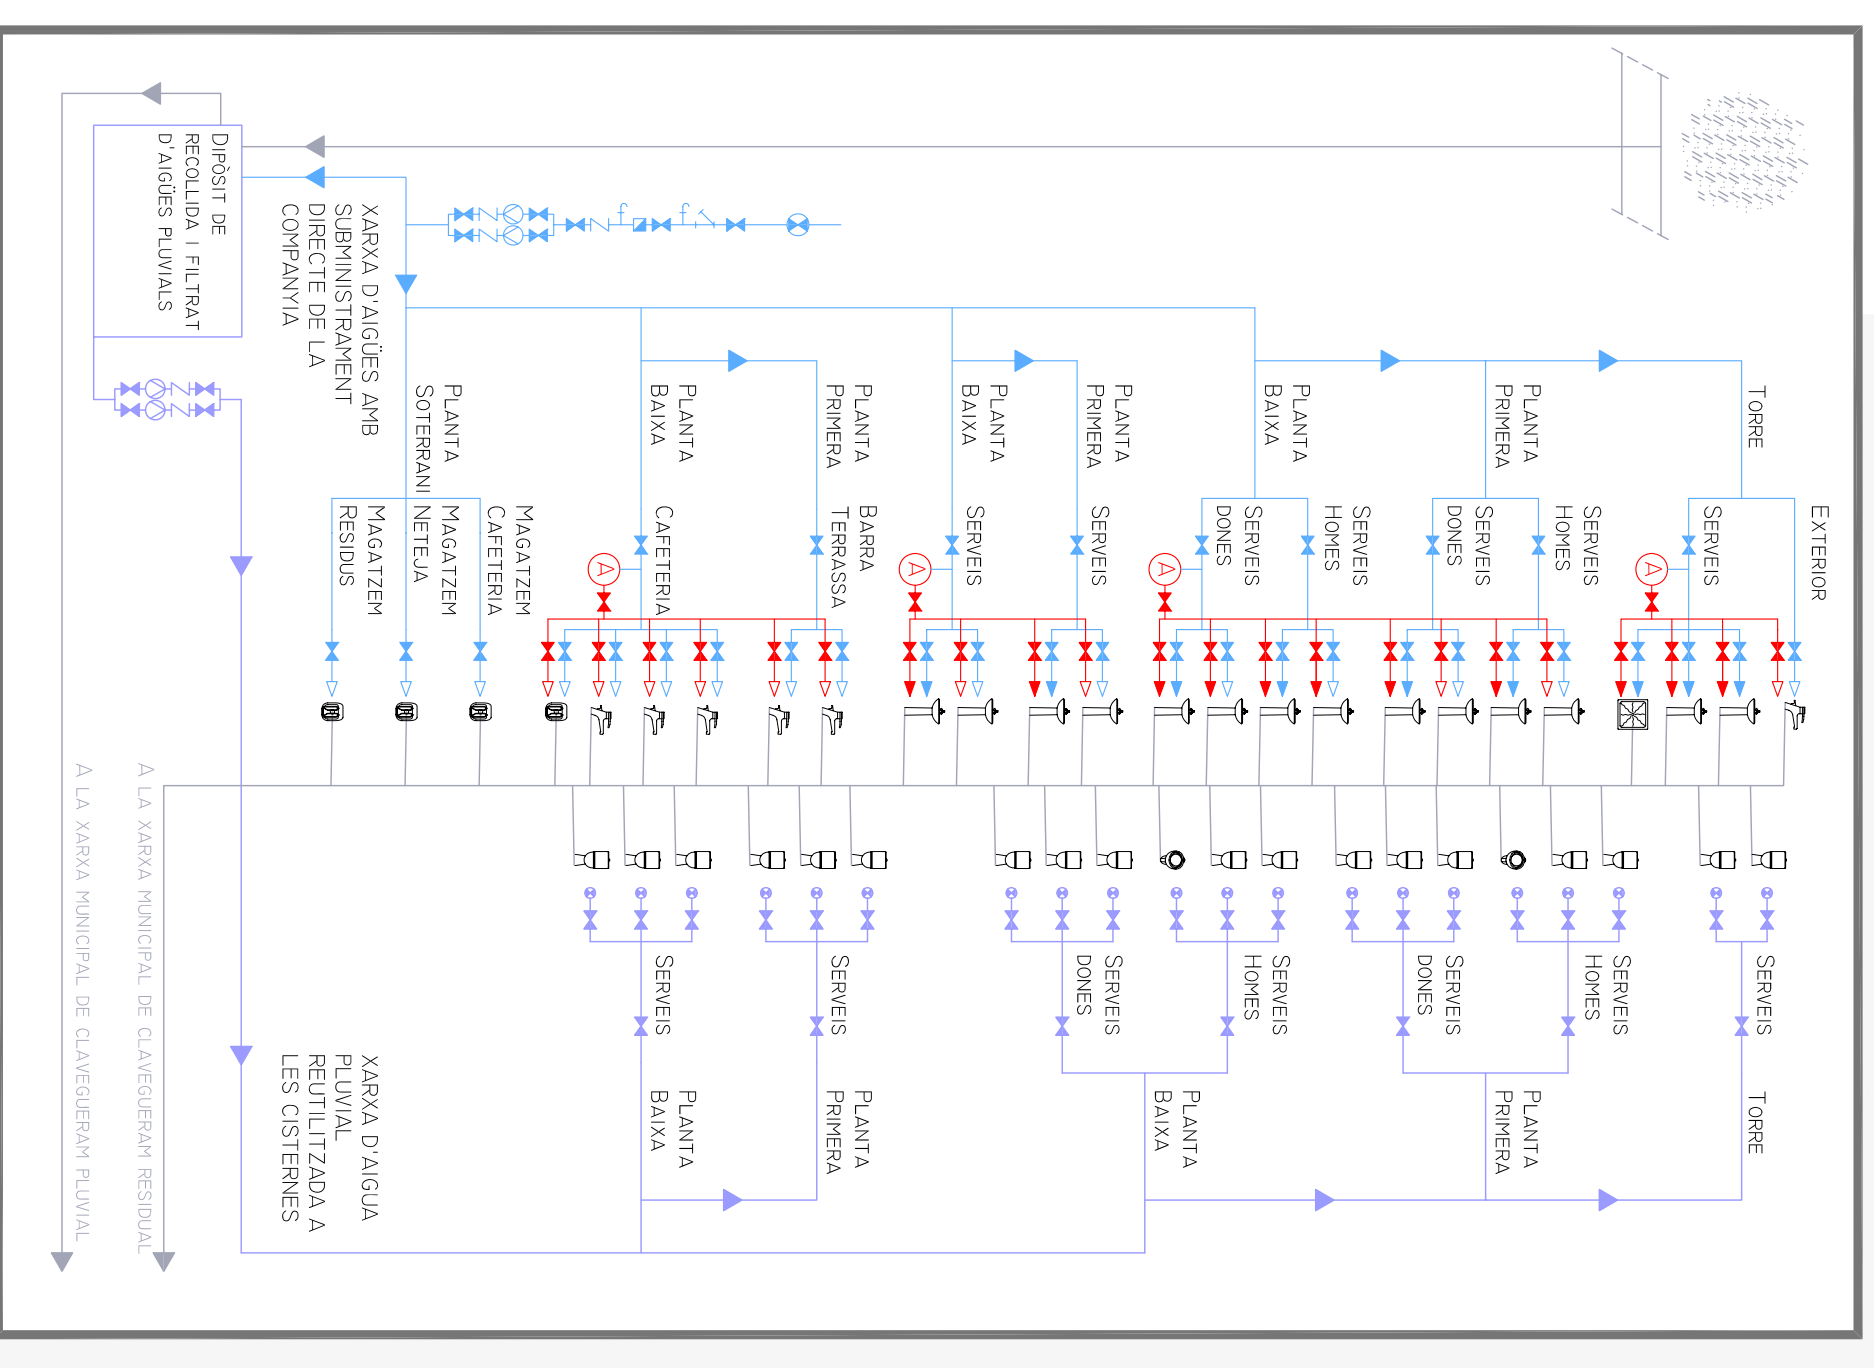 DIPÒSIT DE
RECOLLIDA I FILTRAT
D'AIGÜES PLUVIALS
XARXA D'AIGÜES AMB
SUBMINISTRAMENT
DIRECTE DE LA
COMPANYIA
TORRE
PLANTA
PRIMERA
PLANTA
BAIXA
PLANTA
PRIMERA
PLANTA
BAIXA
PLANTA
PRIMERA
PLANTA
BAIXA
PLANTA
SOTERRANI
EXTERIOR
SERVEIS
SERVEIS
HOMES
SERVEIS
DONES
SERVEIS
HOMES
SERVEIS
DONES
SERVEIS
SERVEIS
BARRA
TERRASSA
CAFETERIA
MAGATZEM
CAFETERIA
MAGATZEM
NETEJA
MAGATZEM
RESIDUS
A
A
A
A
A LA XARXA MUNICIPAL DE CLAVEGUERAM RESIDUAL
A LA XARXA MUNICIPAL DE CLAVEGUERAM PLUVIAL
SERVEIS
SERVEIS
HOMES
SERVEIS
DONES
SERVEIS
HOMES
SERVEIS
DONES
SERVEIS
SERVEIS
TORRE
PLANTA
PRIMERA
PLANTA
BAIXA
PLANTA
PRIMERA
PLANTA
BAIXA
XARXA D'AIGUA
PLUVIAL
REUTILITZADA A
LES CISTERNES